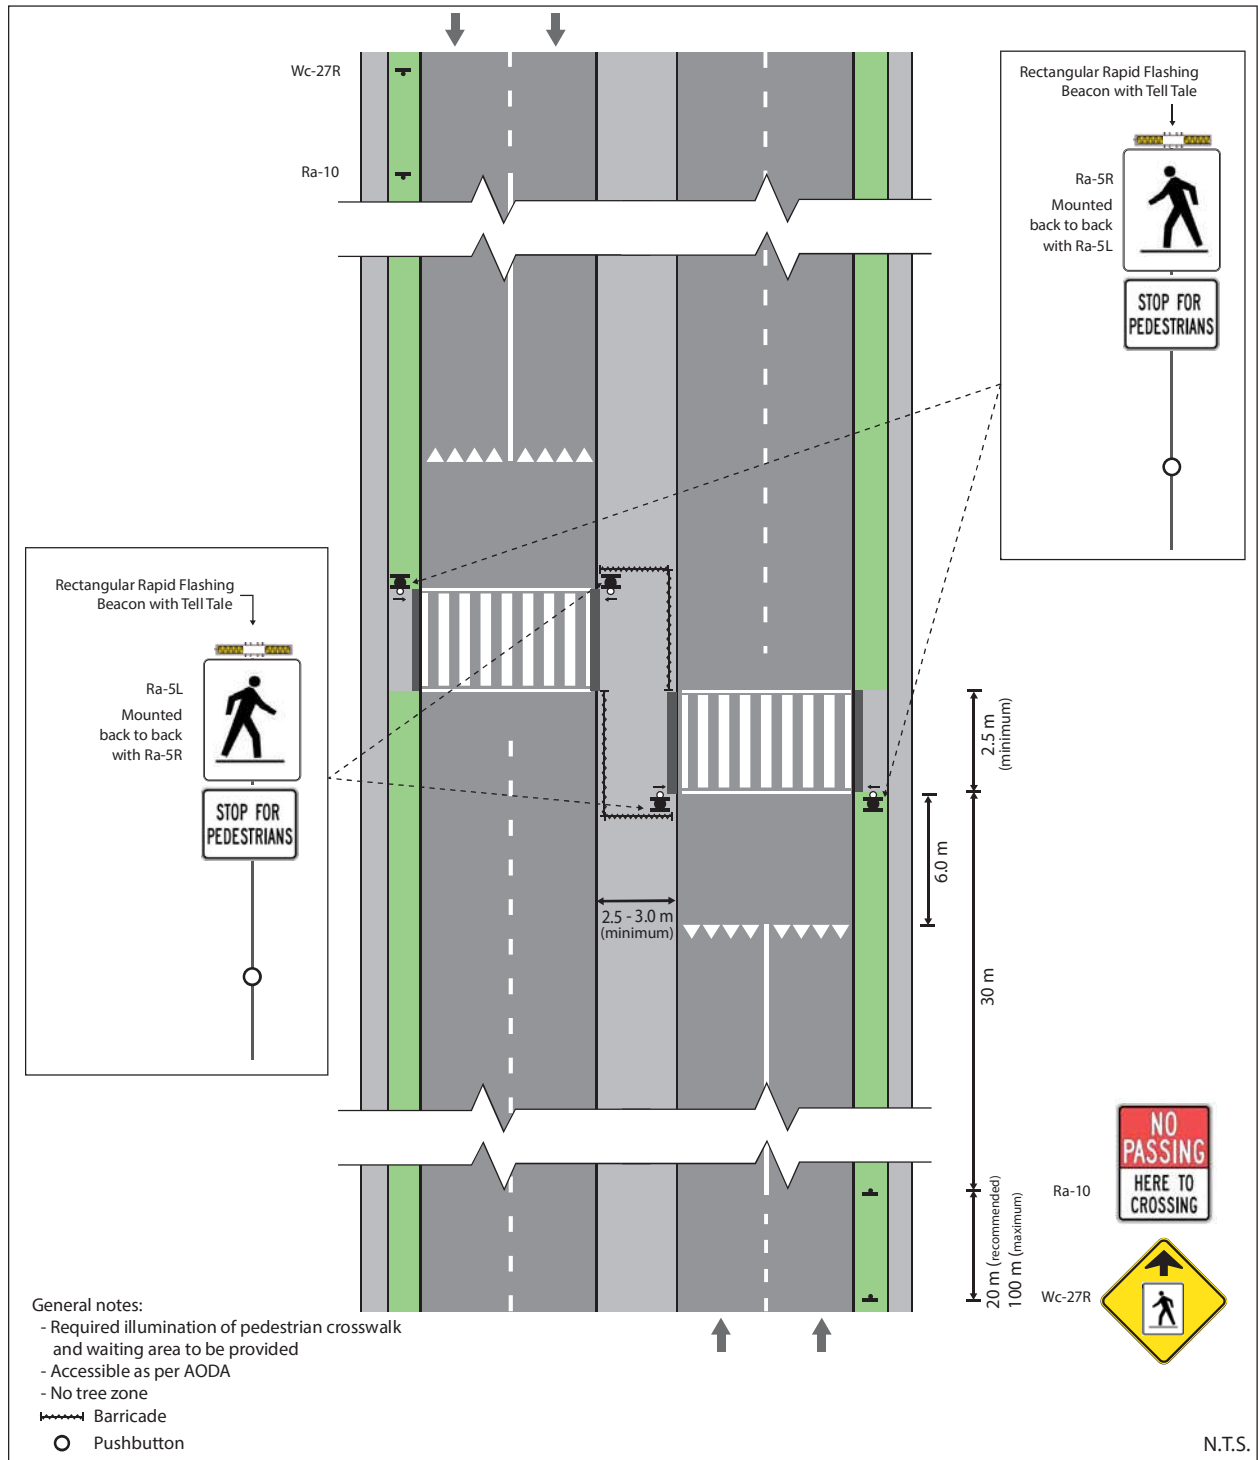 Wc-27R
Ra-10
Rectangular Rapid Flashing
Beacon with Tell Tale
Ra-5R
Mounted
back to back
with Ra-5L
STOP FOR
PEDESTRIANS
Rectangular Rapid Flashing
Beacon with Tell Tale
Ra-5L
Mounted
back to back
with Ra-5R
STOP FOR
PEDESTRIANS
2.5 m
(minimum)
6.0 m
2.5 - 3.0 m
(minimum)
30 m
20 m (recommended)
100 m (maximum)
Ra-10
NO
PASSING
HERE TO
CROSSING
Wc-27R
General notes:
- Required illumination of pedestrian crosswalk
and waiting area to be provided
- Accessible as per AODA
- No tree zone
Barricade
Pushbutton
N.T.S.